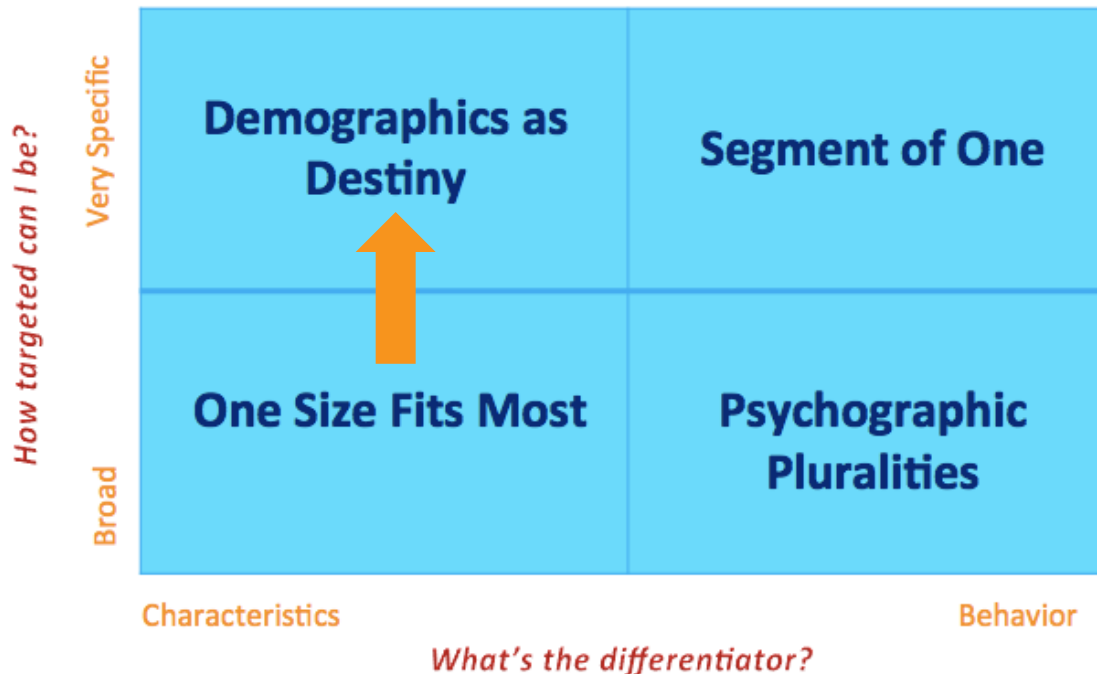 How targeted can I be?
Very Specific
Broad
Demographics as
Destiny
Segment of One
One Size Fits Most
Psychographic
Pluralities
Characteristics
Behavior
What's the differentiator?